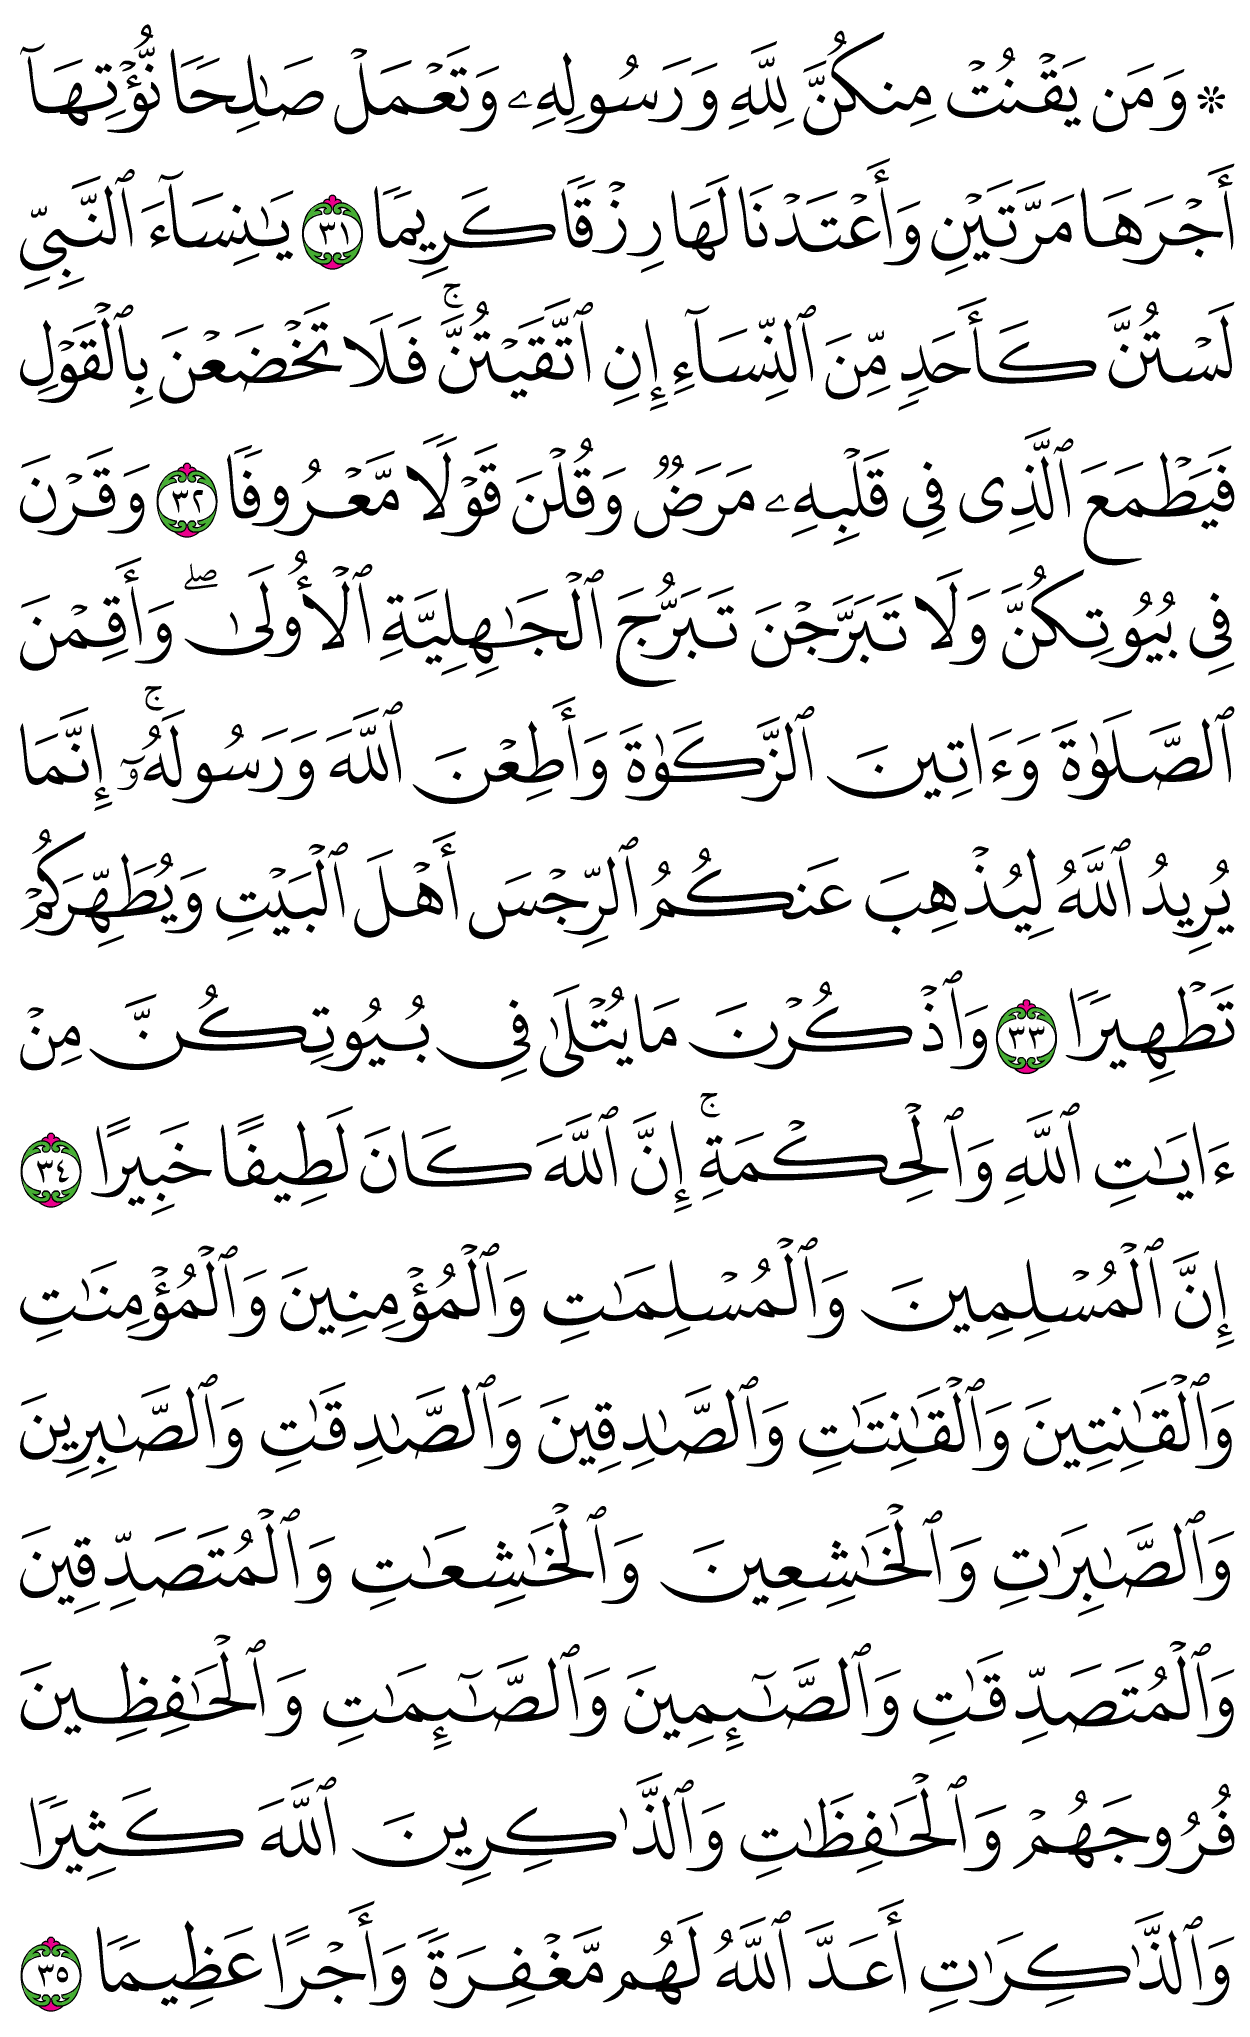 ۞ وَمَن يَقۡنُتۡ مِنكُنَّ لِلَّهِ وَرَسُولِهِۦ وَتَعۡمَلۡ صَٰلِحٗا نُّؤۡتِهَآ
أَجۡرَهَا مَرَّتَيۡنِ وَأَعۡتَدۡنَا لَهَا رِزۡقٗا كَرِيمٗا ٣١ يَٰنِسَآءَ ٱلنَّبِيِّ
لَسۡتُنَّ كَأَحَدٖ مِّنَ ٱلنِّسَآءِ إِنِ ٱتَّقَيۡتُنَّۚ فَلَا تَخۡضَعۡنَ بِٱلۡقَوۡلِ
فَيَطۡمَعَ ٱلَّذِي فِي قَلۡبِهِۦ مَرَضٞ وَقُلۡنَ قَوۡلٗا مَّعۡرُوفٗا ٣٢ وَقَرۡنَ
فِي بُيُوتِكُنَّ وَلَا تَبَرَّجۡنَ تَبَرُّجَ ٱلۡجَٰهِلِيَّةِ ٱلۡأُولَىٰۖ وَأَقِمۡنَ
ٱلصَّلَوٰةَ وَءَاتِينَ ٱلزَّكَوٰةَ وَأَطِعۡنَ ٱللَّهَ وَرَسُولَهُۥٓۚ إِنَّمَا
يُرِيدُ ٱللَّهُ لِيُذۡهِبَ عَنكُمُ ٱلرِّجۡسَ أَهۡلَ ٱلۡبَيۡتِ وَيُطَهِّرَكُمۡ
تَطۡهِيرٗا ٣٣ وَٱذۡكُرۡنَ مَا يُتۡلَىٰ فِي بُيُوتِكُنَّ مِنۡ
ءَايَٰتِ ٱللَّهِ وَٱلۡحِكۡمَةِۚ إِنَّ ٱللَّهَ كَانَ لَطِيفًا خَبِيرًا ٣٤
إِنَّ ٱلۡمُسۡلِمِينَ وَٱلۡمُسۡلِمَٰتِ وَٱلۡمُؤۡمِنِينَ وَٱلۡمُؤۡمِنَٰتِ
وَٱلۡقَٰنِتِينَ وَٱلۡقَٰنِتَٰتِ وَٱلصَّٰدِقِينَ وَٱلصَّٰدِقَٰتِ وَٱلصَّٰبِرِينَ
وَٱلصَّٰبِرَٰتِ وَٱلۡخَٰشِعِينَ وَٱلۡخَٰشِعَٰتِ وَٱلۡمُتَصَدِّقِينَ
وَٱلۡمُتَصَدِّقَٰتِ وَٱلصَّٰٓئِمِينَ وَٱلصَّٰٓئِمَٰتِ وَٱلۡحَٰفِظِينَ
فُرُوجَهُمۡ وَٱلۡحَٰفِظَٰتِ وَٱلذَّٰكِرِينَ ٱللَّهَ كَثِيرٗا
وَٱلذَّٰكِرَٰتِ أَعَدَّ ٱللَّهُ لَهُم مَّغۡفِرَةٗ وَأَجۡرًا عَظِيمٗا ٣٥